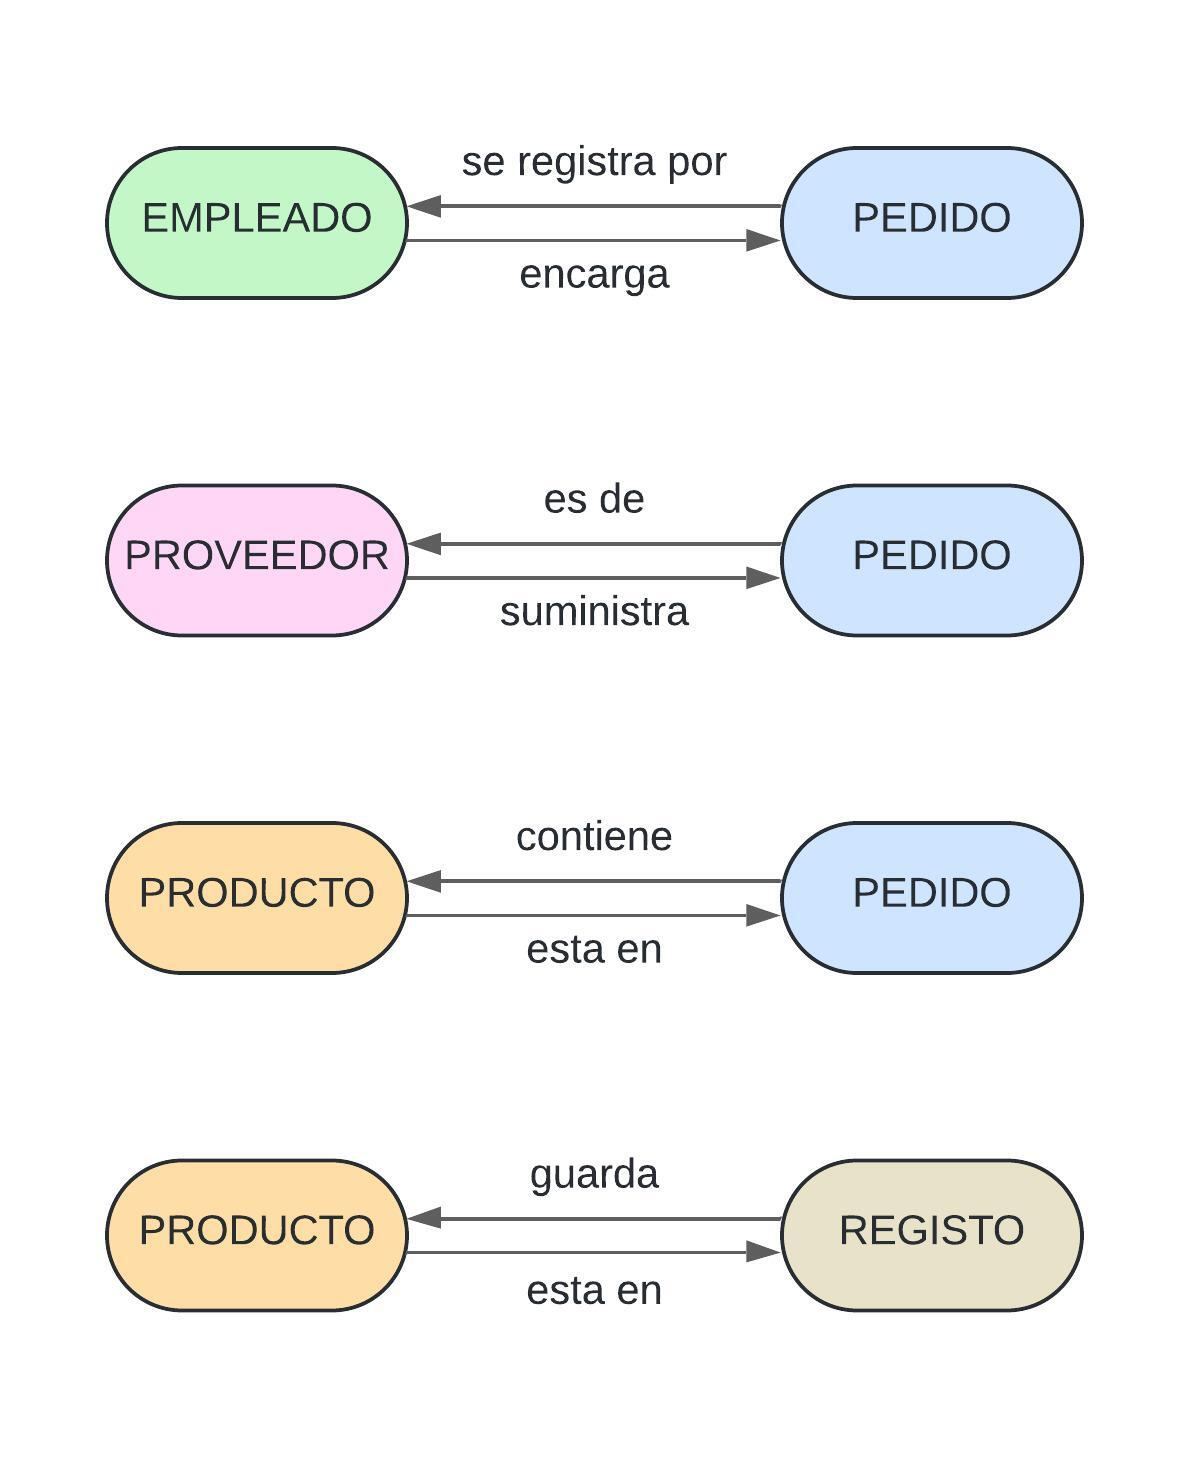 se registra por
EMPLEADO
PEDIDO
encarga
es de
PROVEEDOR
PEDIDO
suministra
contiene
PRODUCTO
PEDIDO
esta en
guarda
PRODUCTO
REGISTO
esta en